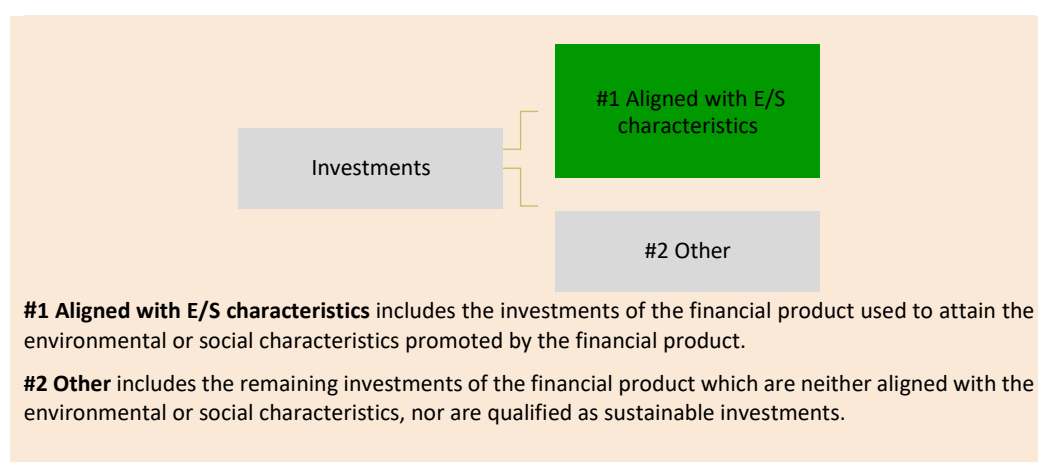 #1 Aligned with E/S
characteristics
Investments
#2 Other
#1 Aligned with E/S characteristics includes the investments of the financial product used to attain the
environmental or social characteristics promoted by the financial product.
#2 Other includes the remaining investments of the financial product which are neither aligned with the
environmental or social characteristics, nor are qualified as sustainable investments.